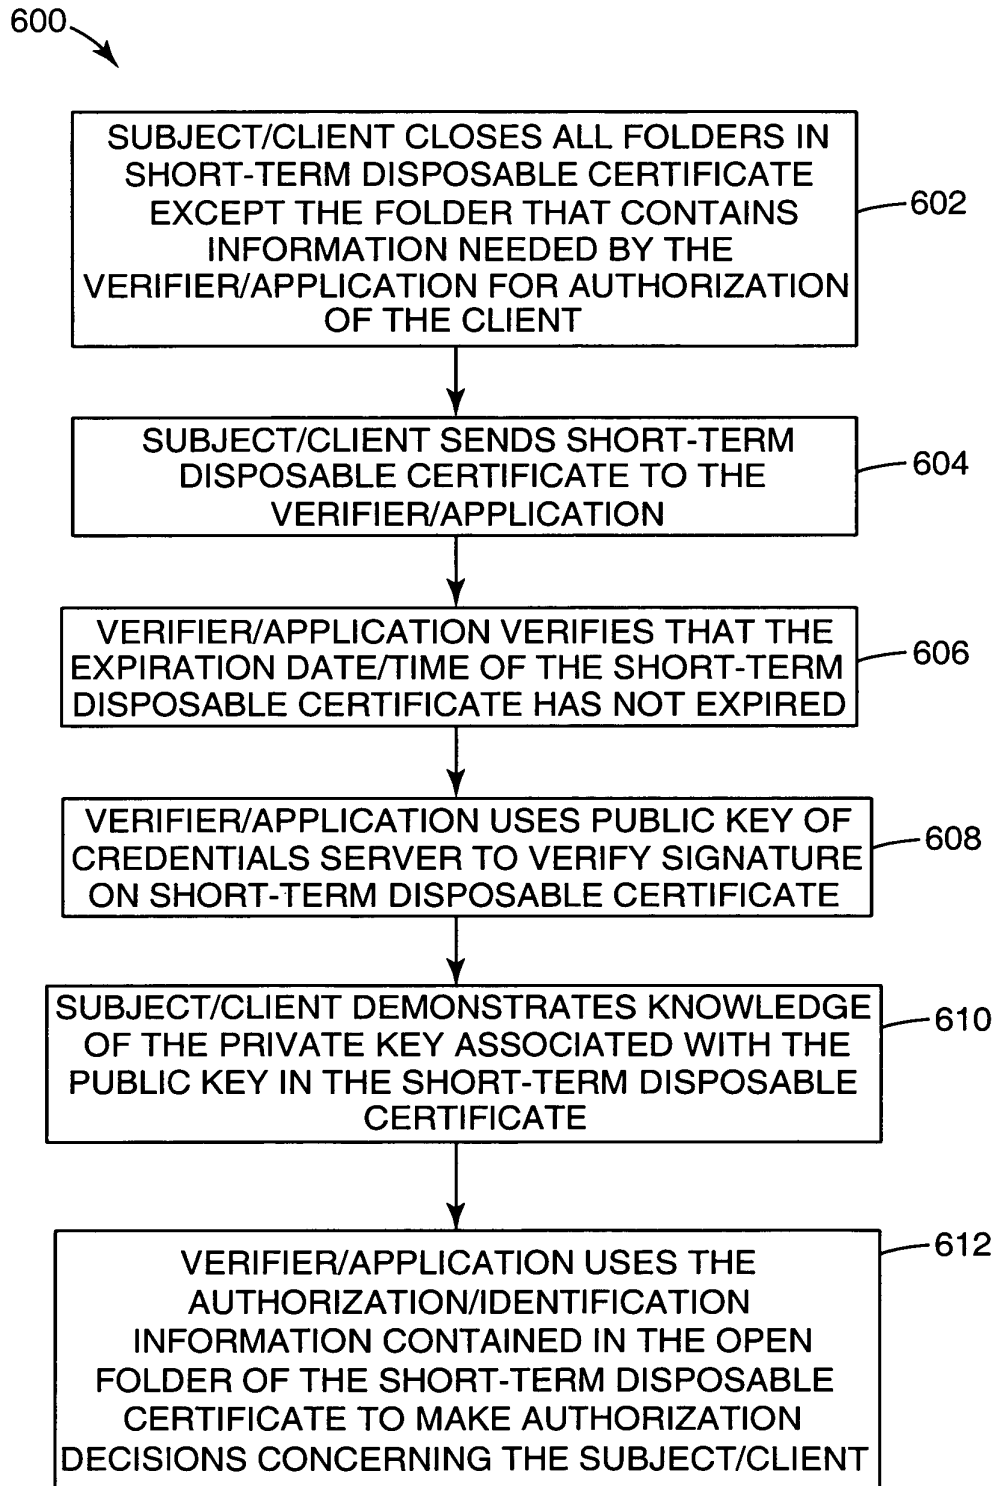 600
SUBJECT/CLIENT CLOSES ALL FOLDERS IN
SHORT-TERM DISPOSABLE CERTIFICATE
EXCEPT THE FOLDER THAT CONTAINS
INFORMATION NEEDED BY THE
VERIFIER/APPLICATION FOR AUTHORIZATION
OF THE CLIENT
602
SUBJECT/CLIENT SENDS SHORT-TERM
DISPOSABLE CERTIFICATE TO THE
VERIFIER/APPLICATION
604
VERIFIER/APPLICATION VERIFIES THAT THE
EXPIRATION DATE/TIME OF THE SHORT-TERM
DISPOSABLE CERTIFICATE HAS NOT EXPIRED
606
VERIFIER/APPLICATION USES PUBLIC KEY OF
CREDENTIALS SERVER TO VERIFY SIGNATURE
ON SHORT-TERM DISPOSABLE CERTIFICATE
608
SUBJECT/CLIENT DEMONSTRATES KNOWLEDGE
OF THE PRIVATE KEY ASSOCIATED WITH THE
PUBLIC KEY IN THE SHORT-TERM DISPOSABLE
CERTIFICATE
610
VERIFIER/APPLICATION USES THE
AUTHORIZATION/IDENTIFICATION
INFORMATION CONTAINED IN THE OPEN
FOLDER OF THE SHORT-TERM DISPOSABLE
CERTIFICATE TO MAKE AUTHORIZATION
DECISIONS CONCERNING THE SUBJECT/CLIENT
612